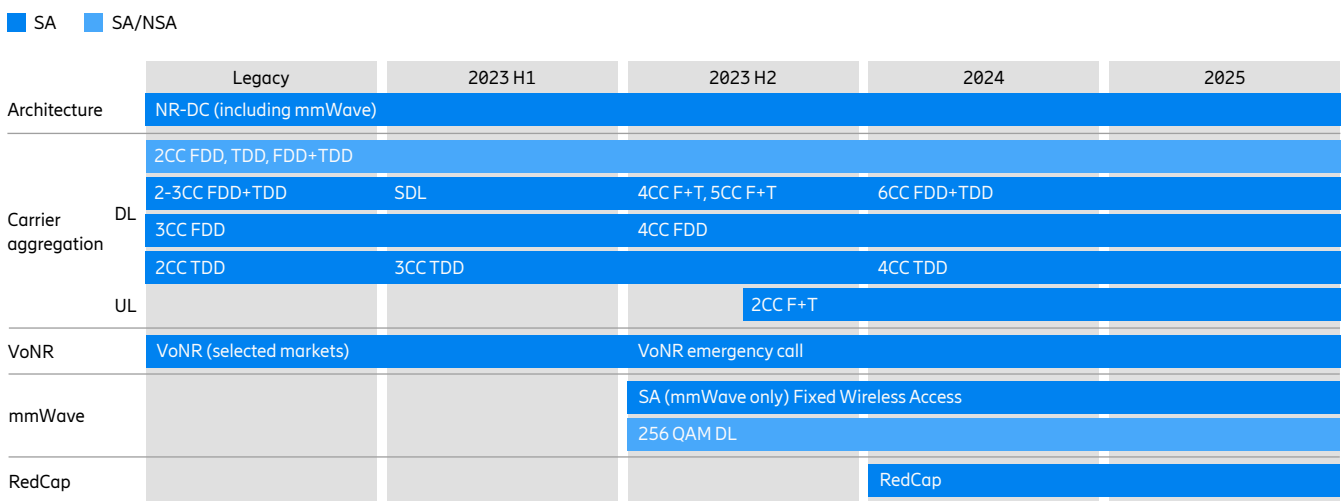 SA SA/NSA
Legacy 2023 H1 2023 H2 2024 2025
Architecture NR-DC (including mmWave)
2CC FDD, TDD, FDD+TDD
Carrier
aggregation
DL
2-3CC FDD+TDD SDL 4CC F+T, 5CC F+T 6CC FDD+TDD
3CC FDD 4CC FDD
2CC TDD 3CC TDD 4CC TDD
UL 2CC F+T
VoNR VoNR (selected markets) VoNR emergency call
mmWave
SA (mmWave only) Fixed Wireless Access
256 QAM DL
RedCap RedCap